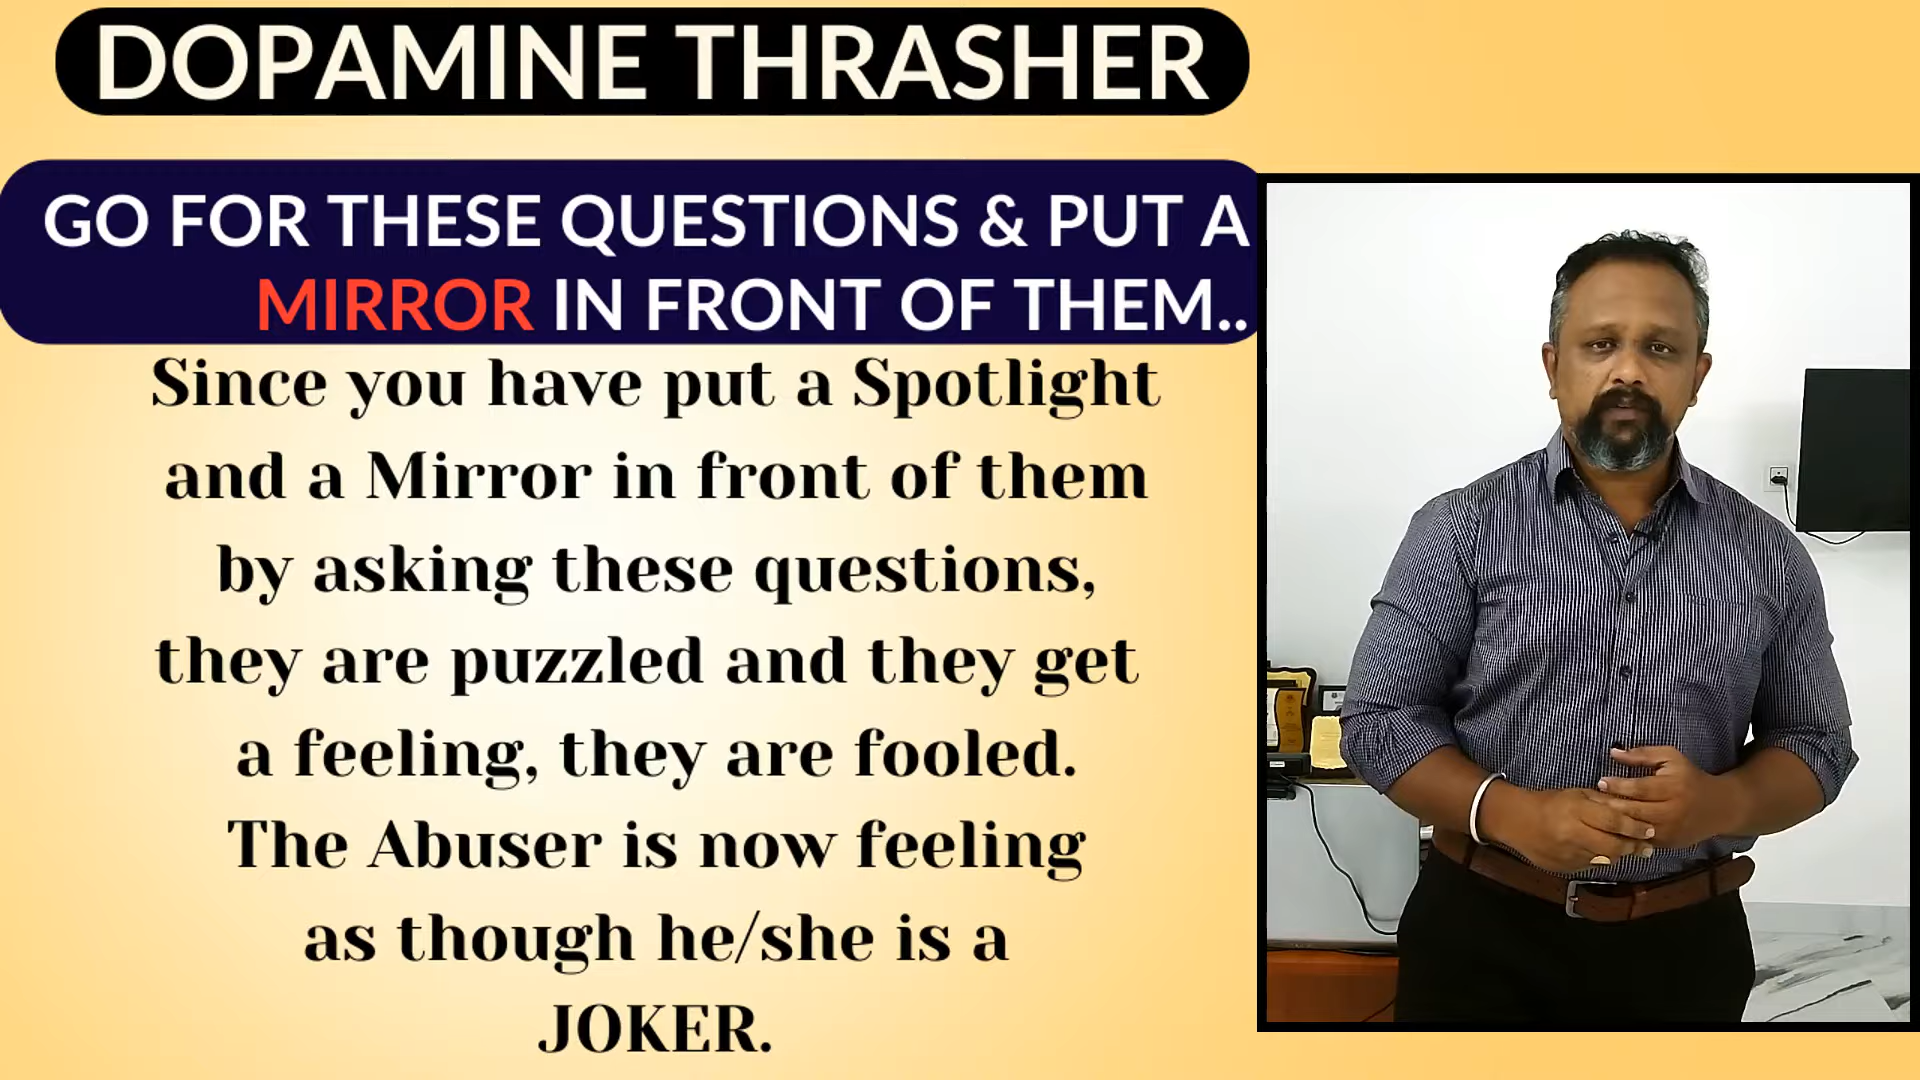 DOPAMINE THRASHER
GO FOR THESE QUESTIONS & PUT A
MIRROR IN FRONT OF THEM..
Since you have put a Spotlight
and a Mirror in front of them
by asking these questions,
they are puzzled and they get
a feeling, they are fooled.
The Abuser is now feeling
as though he/she is a
JOKER.